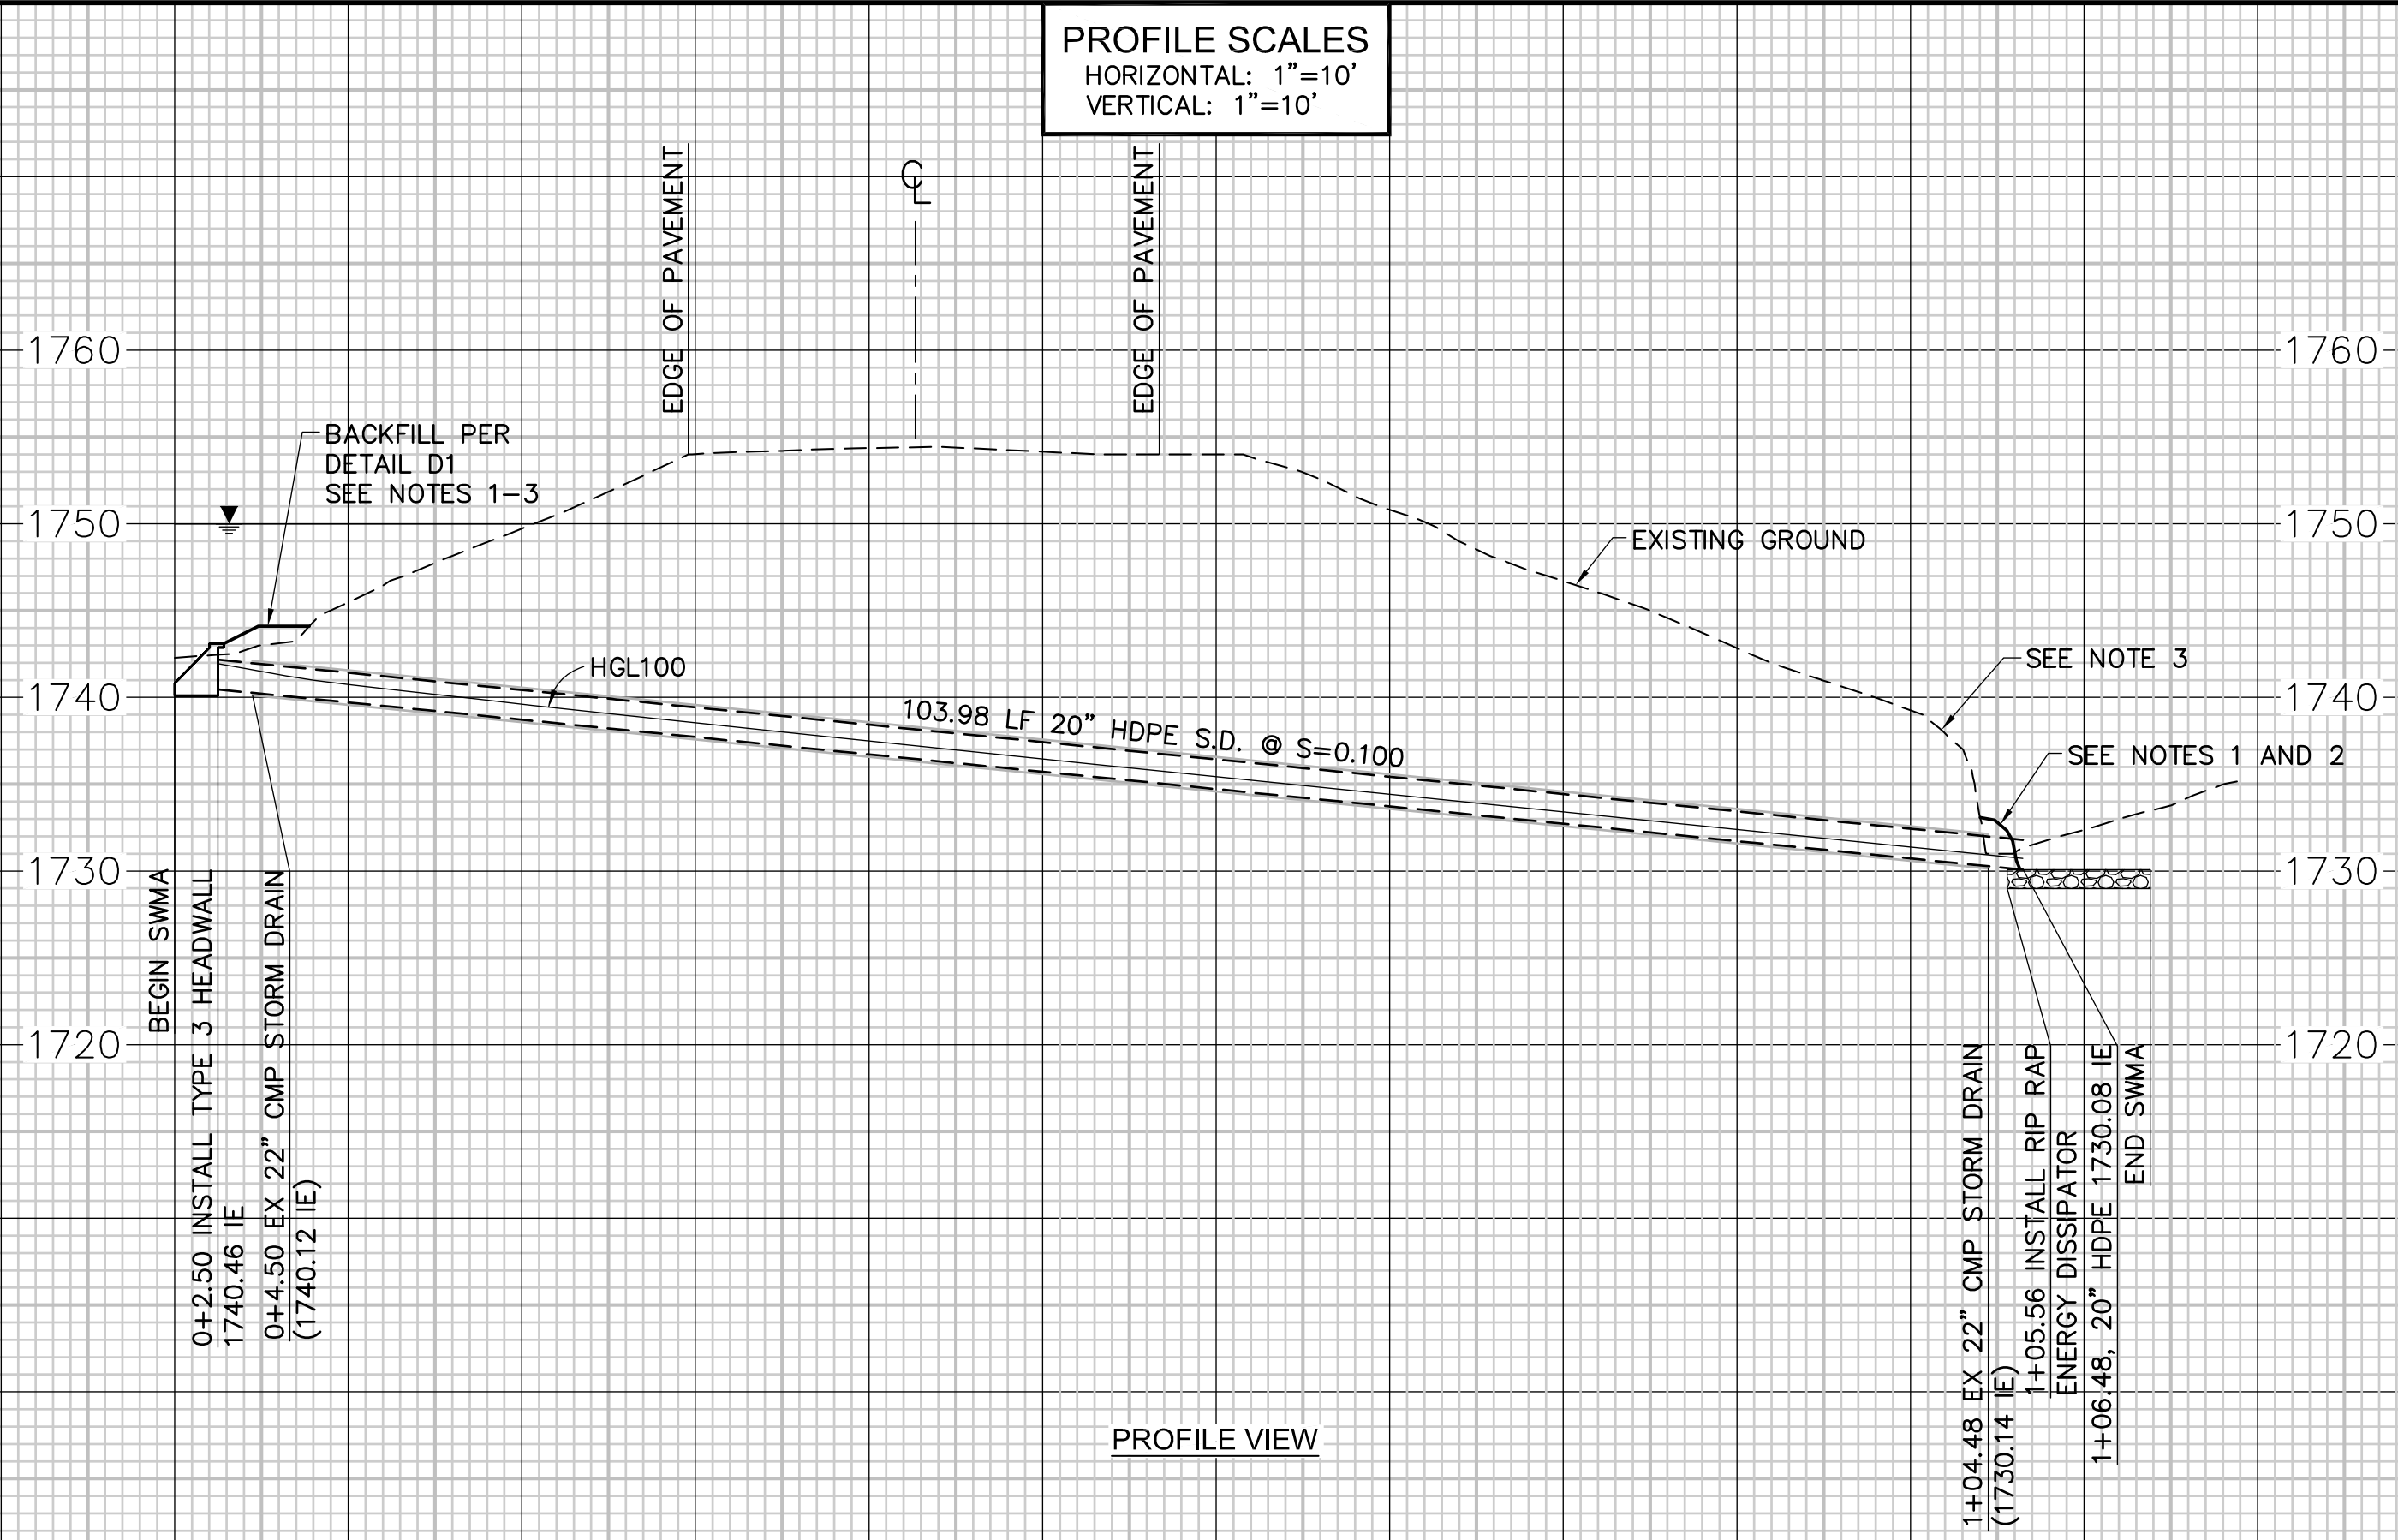 PROFILE SCALES
HORIZONTAL: 1"=10'
VERTICAL: 1"=10'
EDGE OF PAVEMENT
℄
EDGE OF PAVEMENT
1760
1760
BACKFILL PER
DETAIL D1
SEE NOTES 1-3
1750
1750
EXISTING GROUND
HGL100
SEE NOTE 3
1740
1740
103.98 LF 20" HDPE S.D. @ S=0.100
SEE NOTES 1 AND 2
1730
1730
BEGIN SWMA
0+2.50 INSTALL TYPE 3 HEADWALL
1740.46 IE
0+4.50 EX 22" CMP STORM DRAIN
(1740.12 IE)
1720
1720
1+04.48 EX 22" CMP STORM DRAIN
(1730.14 IE)
1+05.56 INSTALL RIP RAP
ENERGY DISSIPATOR
1+06.48, 20" HDPE 1730.08 IE
END SWMA
PROFILE VIEW